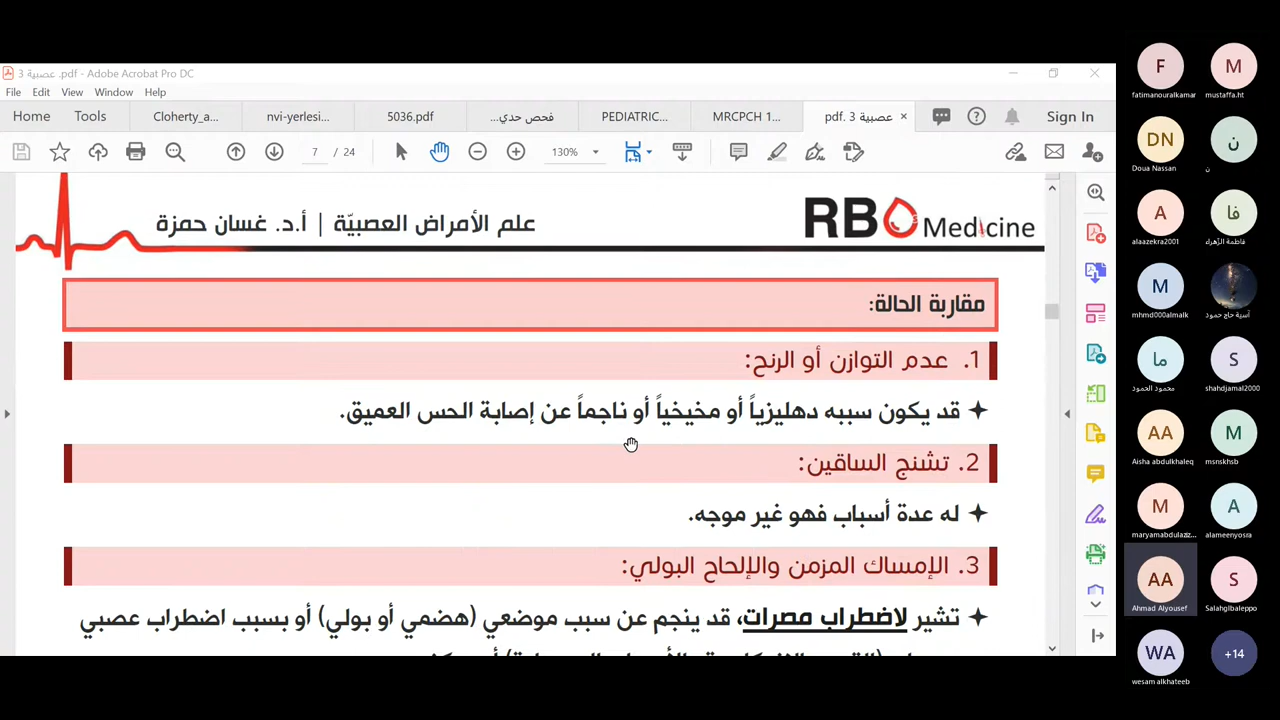 عصبية 3 .pdf - Adobe Acrobat Pro DC
File Edit View Window Help
Home Tools Cloherty_a... nvi-yerlesi... 5036.pdf فحص حدي... PEDIATRIC... MRCPCH 1... عصبية 3 .pdf × Sign In
7 / 24 130%
علم الأمراض العصبيّة | أ.د. غسان حمزة
RB Medicine
مقاربة الحالة:
1. عدم التوازن أو الرنح:
قد يكون سببه دهليزياً أو مخيخياً أو ناجماً عن إصابة الحس العميق.
2. تشنج الساقين:
له عدة أسباب فهو غير موجه.
3. الإمساك المزمن والإلحاح البولي:
تشير لاضطراب مصرات، قد ينجم عن سبب موضعي (هضمي أو بولي) أو بسبب اضطراب عصبي
F M
fatimanouralkamar mustaffa.ht
DN ن
Doua Nassan ن
A فا
alaazekra2001 فاطمة الزهراء
M
mhmd000almalk آسية حاج حمود
ما S
محمود الحمود shahdjamal2000
AA M
Aisha abdulkhaleq msnskhsb
M A
maryamabdulaziz... alameenyosra
AA S
Ahmad Alyousef Salahglbaleppo
WA +14
wesam alkhateeb